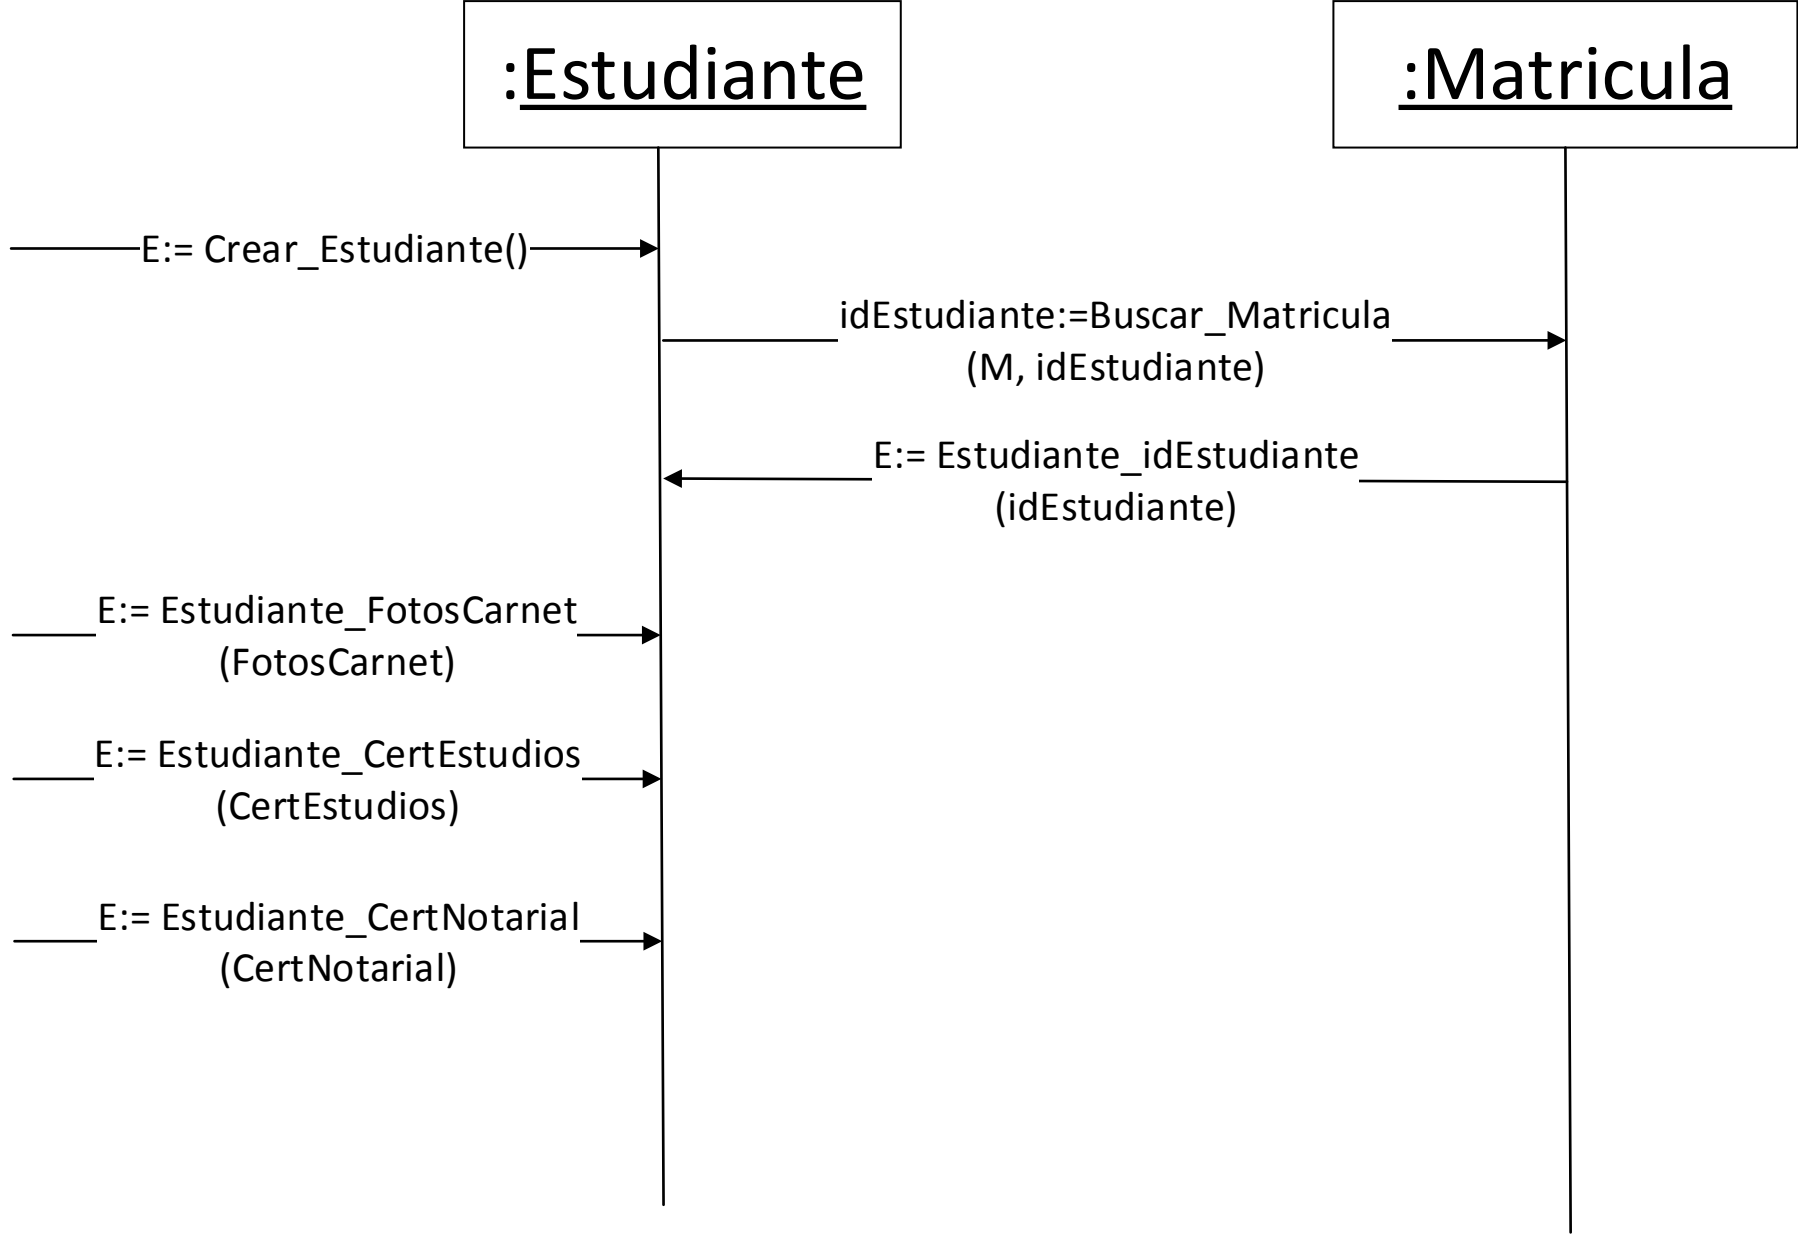 :Estudiante
:Matricula
E:= Crear_Estudiante()
idEstudiante:=Buscar_Matricula
(M, idEstudiante)
E:= Estudiante_idEstudiante
(idEstudiante)
E:= Estudiante_FotosCarnet
(FotosCarnet)
E:= Estudiante_CertEstudios
(CertEstudios)
E:= Estudiante_CertNotarial
(CertNotarial)